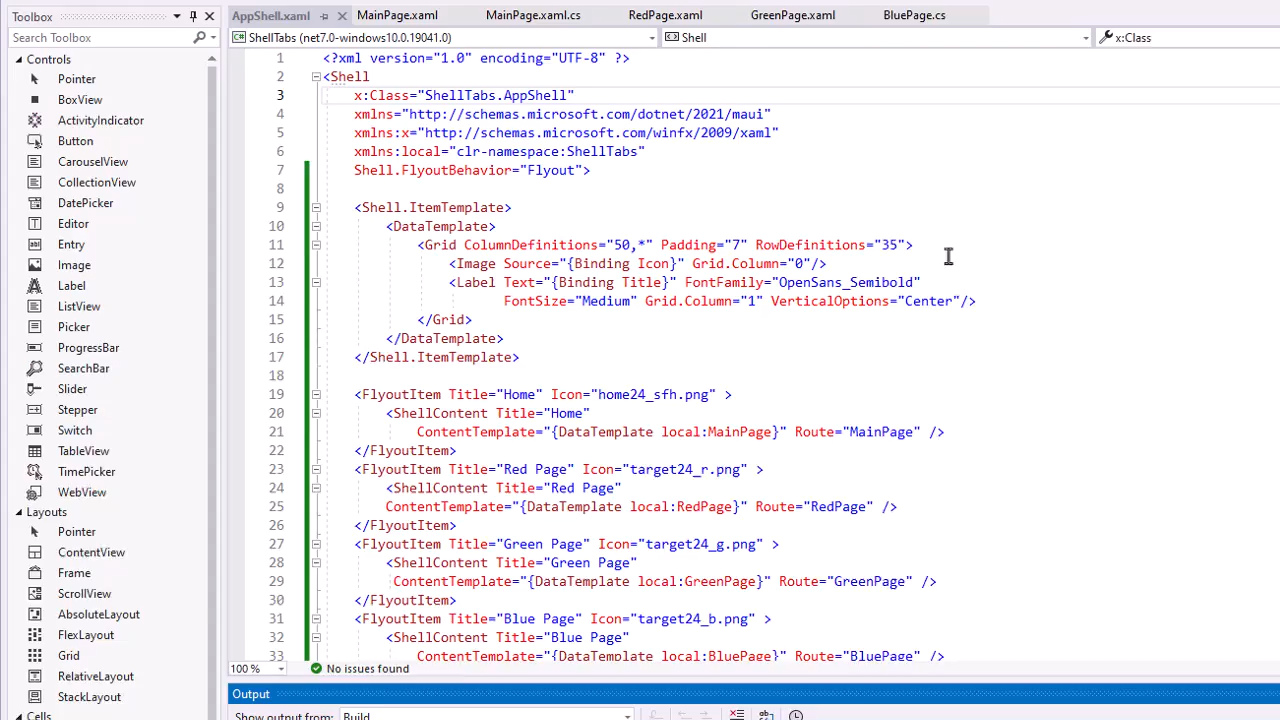 Toolbox
Search Toolbox
Controls
Pointer
BoxView
ActivityIndicator
Button
CarouselView
CollectionView
DatePicker
Editor
Entry
Image
Label
ListView
Picker
ProgressBar
SearchBar
Slider
Stepper
Switch
TableView
TimePicker
WebView
Layouts
Pointer
ContentView
Frame
ScrollView
AbsoluteLayout
FlexLayout
Grid
RelativeLayout
StackLayout
Cells
AppShell.xaml MainPage.xaml MainPage.xaml.cs RedPage.xaml GreenPage.xaml BluePage.cs
ShellTabs (net7.0-windows10.0.19041.0) Shell x:Class
1 <?xml version="1.0" encoding="UTF-8" ?>
2 <Shell
3 x:Class="ShellTabs.AppShell"
4 xmlns="http://schemas.microsoft.com/dotnet/2021/maui"
5 xmlns:x="http://schemas.microsoft.com/winfx/2009/xaml"
6 xmlns:local="clr-namespace:ShellTabs"
7 Shell.FlyoutBehavior="Flyout">
8
9 <Shell.ItemTemplate>
10 <DataTemplate>
11 <Grid ColumnDefinitions="50,*" Padding="7" RowDefinitions="35">
12 <Image Source="{Binding Icon}" Grid.Column="0"/>
13 <Label Text="{Binding Title}" FontFamily="OpenSans_Semibold"
14 FontSize="Medium" Grid.Column="1" VerticalOptions="Center"/>
15 </Grid>
16 </DataTemplate>
17 </Shell.ItemTemplate>
18
19 <FlyoutItem Title="Home" Icon="home24_sfh.png" >
20 <ShellContent Title="Home"
21 ContentTemplate="{DataTemplate local:MainPage}" Route="MainPage" />
22 </FlyoutItem>
23 <FlyoutItem Title="Red Page" Icon="target24_r.png" >
24 <ShellContent Title="Red Page"
25 ContentTemplate="{DataTemplate local:RedPage}" Route="RedPage" />
26 </FlyoutItem>
27 <FlyoutItem Title="Green Page" Icon="target24_g.png" >
28 <ShellContent Title="Green Page"
29 ContentTemplate="{DataTemplate local:GreenPage}" Route="GreenPage" />
30 </FlyoutItem>
31 <FlyoutItem Title="Blue Page" Icon="target24_b.png" >
32 <ShellContent Title="Blue Page"
33 ContentTemplate="{DataTemplate local:BluePage}" Route="BluePage" />
100 % No issues found
Output
Show output from: Build